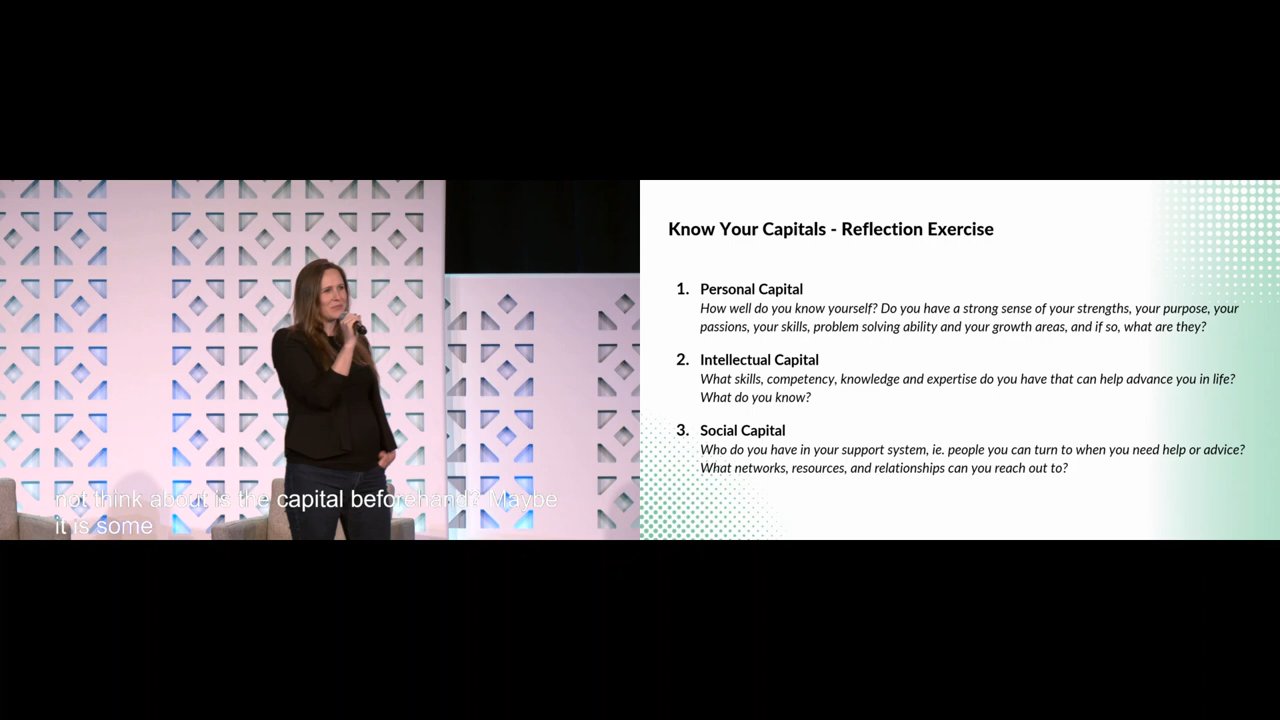 not think about is the capital beforehand? Maybe
it is some
Know Your Capitals - Reflection Exercise
1. Personal Capital
How well do you know yourself? Do you have a strong sense of your strengths, your purpose, your
passions, your skills, problem solving ability and your growth areas, and if so, what are they?
2. Intellectual Capital
What skills, competency, knowledge and expertise do you have that can help advance you in life?
What do you know?
3. Social Capital
Who do you have in your support system, ie. people you can turn to when you need help or advice?
What networks, resources, and relationships can you reach out to?